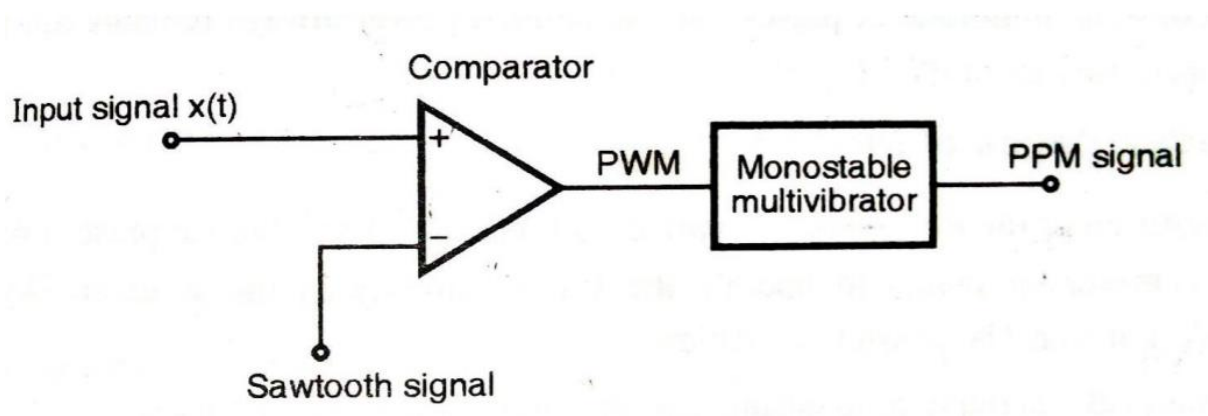 Comparator
Input signal x(t)
+
PWM
Monostable
multivibrator
PPM signal
−
Sawtooth signal